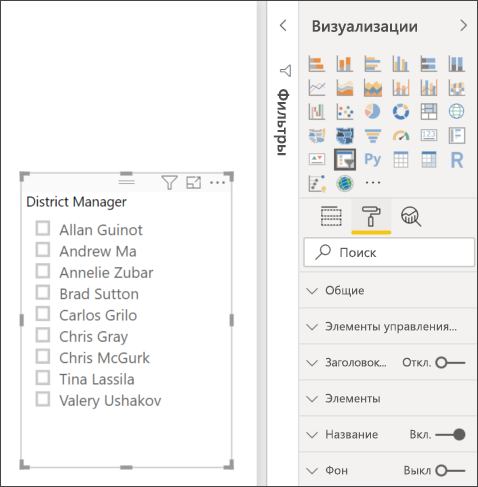 District Manager
Allan Guinot
Andrew Ma
Annelie Zubar
Brad Sutton
Carlos Grilo
Chris Gray
Chris McGurk
Tina Lassila
Valery Ushakov
Фильтры
Визуализации
123
Py
R
Поиск
Общие
Элементы управления...
Заголовок... Откл.
Элементы
Название Вкл.
Фон Выкл